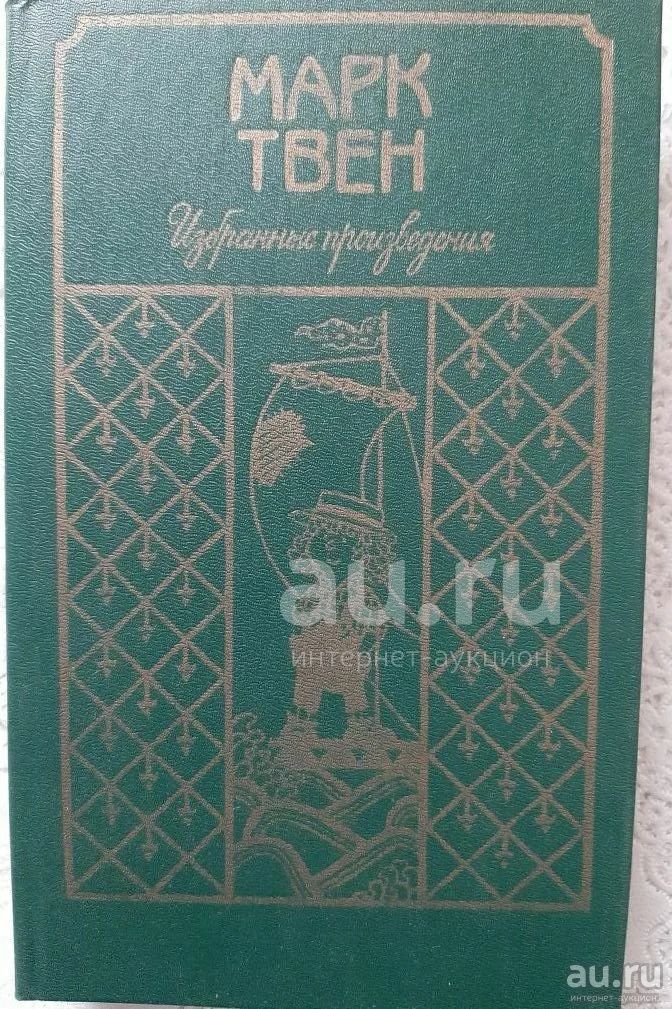 МАРК
ТВЕН
Избранные произведения
au.ru
интернет-аукцион
au.ru
интернет-аукцион